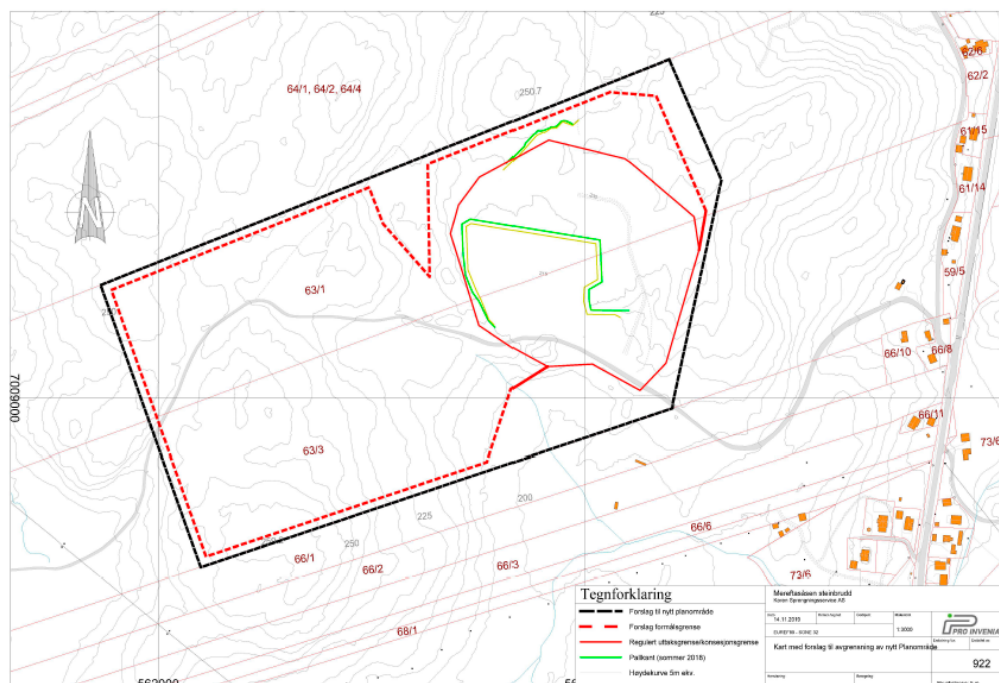 225
62/6
62/2
64/1, 64/2, 64/4
250.7
61/15
61/14
N
63/1
59/5
66/10
66/8
7009000
66/11
73/6
63/3
200
225
66/6
250
66/1
66/2
66/3
73/6
68/1
Tegnforklaring
Forslag til nytt planområde
Forslag formålsgrense
Regulert uttaksgrense/konsesjonsgrense
Pallkant (sommer 2018)
Høydekurve 5m ekv.
steinbrudd
14.11.2019
1:3000
PRO INVENIA
Kart med forslag til avgrensning av nytt Planområde
922